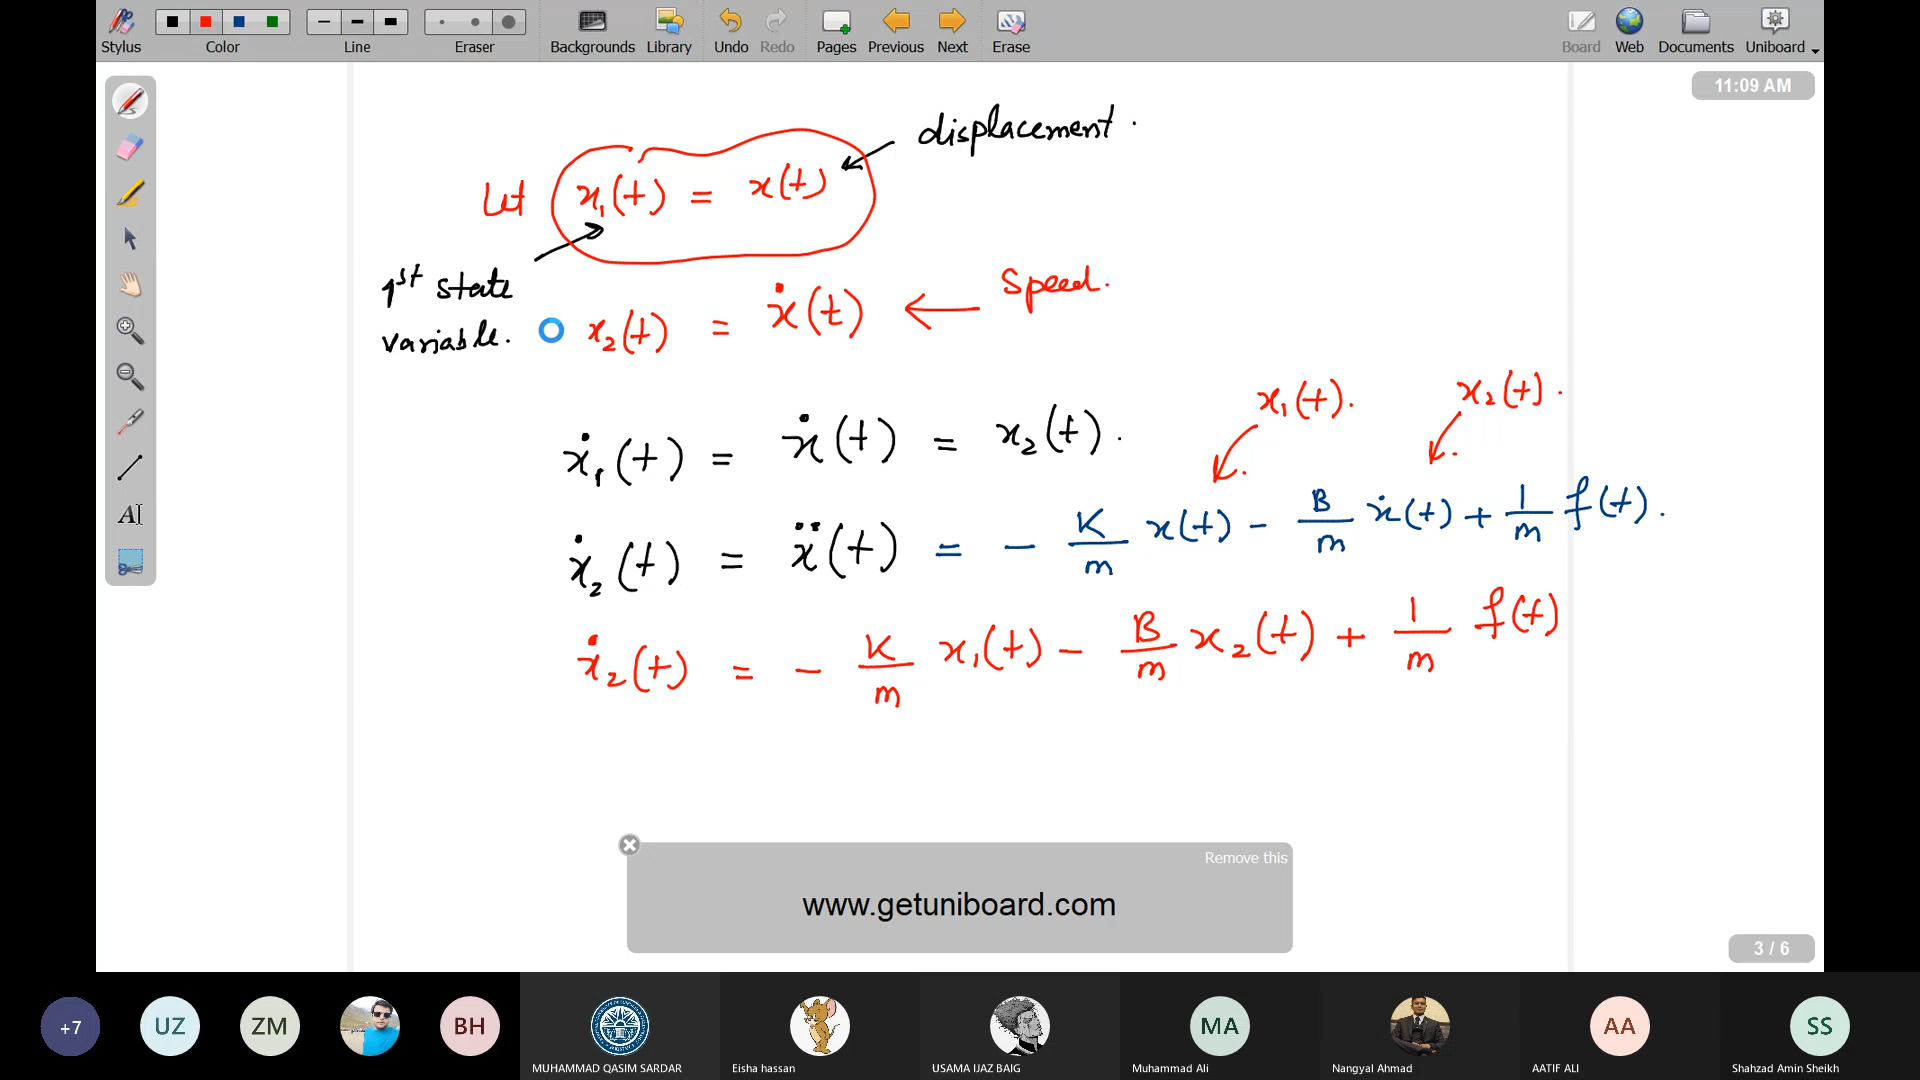 Stylus Color Line Eraser Backgrounds Library Undo Redo Pages Previous Next Erase Board Web Documents Uniboard
11:09 AM
displacement.
Let x₁(t) = x(t)
1st state
variable.
Speed.
x₂(t) = ẋ(t)
x₁(t). x₂(t).
ẋ₁(t) = ẋ(t) = x₂(t).
ẋ₂(t) = ẍ(t) = - K/m x(t) - B/m ẋ(t) + 1/m f(t).
ẋ₂(t) = - K/m x₁(t) - B/m x₂(t) + 1/m f(t)
Remove this
www.getuniboard.com
3 / 6
+7 UZ ZM BH MA AA SS
MUHAMMAD QASIM SARDAR Eisha hassan USAMA IJAZ BAIG Muhammad Ali Nangyal Ahmad AATIF ALI Shahzad Amin Sheikh